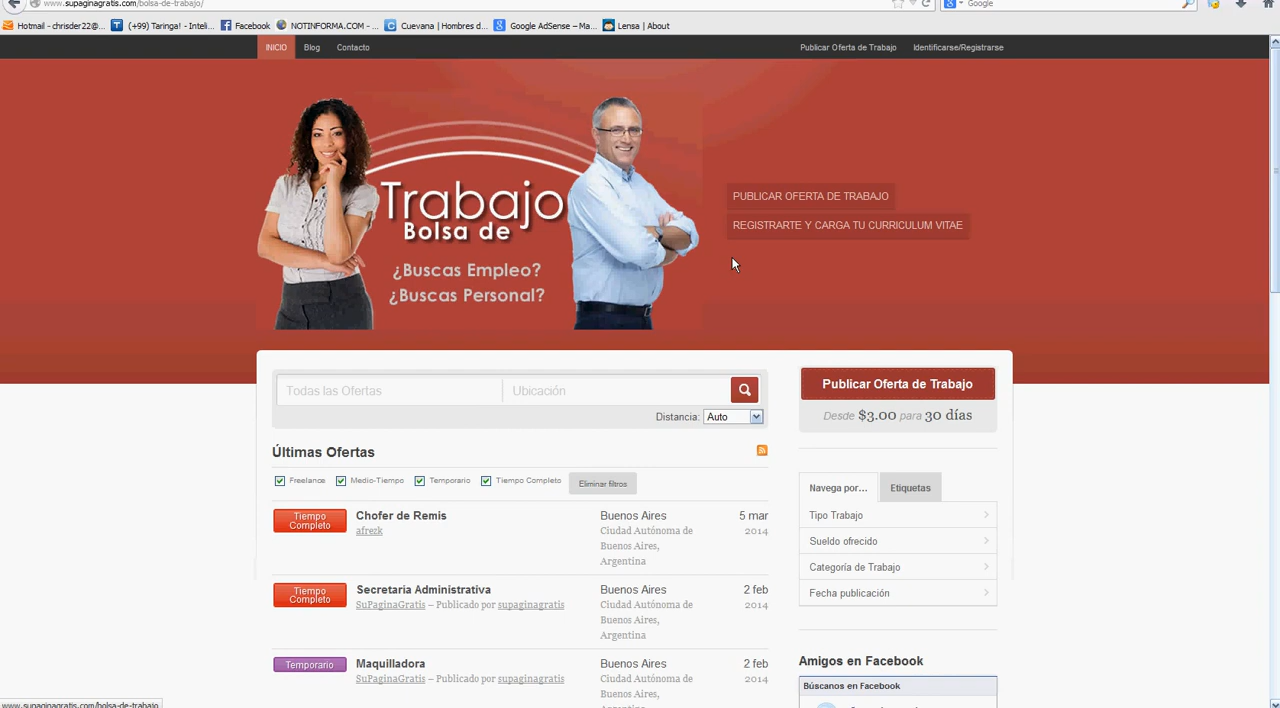 www.supaginagratis.com/bolsa-de-trabajo/
Google
Hotmail - chrisder22@...
(+99) Taringa! - Inteli...
Facebook
NOTINFORMA.COM - ...
Cuevana | Hombres d...
Google AdSense – Ma...
Lensa | About
INICIO
Blog
Contacto
Publicar Oferta de Trabajo
Identificarse/Registrarse
Trabajo
Bolsa de
¿Buscas Empleo?
¿Buscas Personal?
PUBLICAR OFERTA DE TRABAJO
REGISTRARTE Y CARGA TU CURRICULUM VITAE
Todas las Ofertas
Ubicación
Distancia: Auto
Publicar Oferta de Trabajo
Desde $3.00 para 30 días
Últimas Ofertas
Freelance
Medio-Tiempo
Temporario
Tiempo Completo
Eliminar filtros
Tiempo
Completo
Chofer de Remis
afrezk
Buenos Aires
Ciudad Autónoma de
Buenos Aires,
Argentina
5 mar
2014
Tiempo
Completo
Secretaria Administrativa
SuPaginaGratis – Publicado por supaginagratis
Buenos Aires
Ciudad Autónoma de
Buenos Aires,
Argentina
2 feb
2014
Temporario
Maquilladora
SuPaginaGratis – Publicado por supaginagratis
Buenos Aires
Ciudad Autónoma de
Buenos Aires,
2 feb
2014
Navega por...
Etiquetas
Tipo Trabajo
Sueldo ofrecido
Categoría de Trabajo
Fecha publicación
Amigos en Facebook
Búscanos en Facebook
www.supaginagratis.com/bolsa-de-trabajo